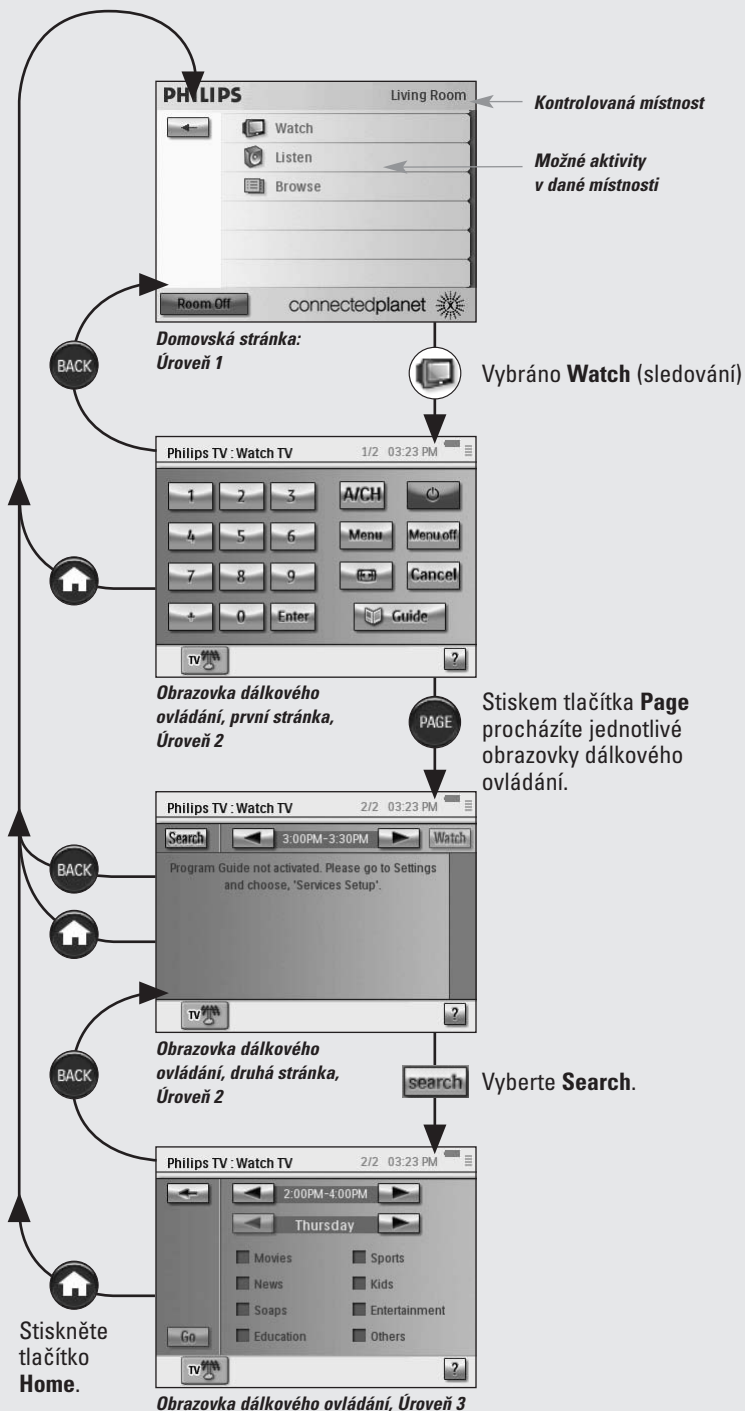 PHILIPS Living Room
Kontrolovaná místnost
Watch
Listen
Browse
Možné aktivity
v dané místnosti
Room Off connectedplanet
Domovská stránka:
Úroveň 1
BACK
Vybráno Watch (sledování)
Philips TV : Watch TV 1/2 03:23 PM
1 2 3 A/CH
4 5 6 Menu Menu off
7 8 9 Cancel
+ 0 Enter Guide
TV ?
Obrazovka dálkového
ovládání, první stránka,
Úroveň 2
PAGE
Stiskem tlačítka Page
procházíte jednotlivé
obrazovky dálkového
ovládání.
Philips TV : Watch TV 2/2 03:23 PM
Search 3:00PM-3:30PM Watch
Program Guide not activated. Please go to Settings
and choose, 'Services Setup'.
BACK
TV ?
Obrazovka dálkového
ovládání, druhá stránka,
Úroveň 2
BACK
search
Vyberte Search.
Philips TV : Watch TV 2/2 03:23 PM
2:00PM-4:00PM
Thursday
Movies Sports
News Kids
Soaps Entertainment
Go Education Others
TV ?
Stiskněte
tlačítko
Home.
Obrazovka dálkového ovládání, Úroveň 3